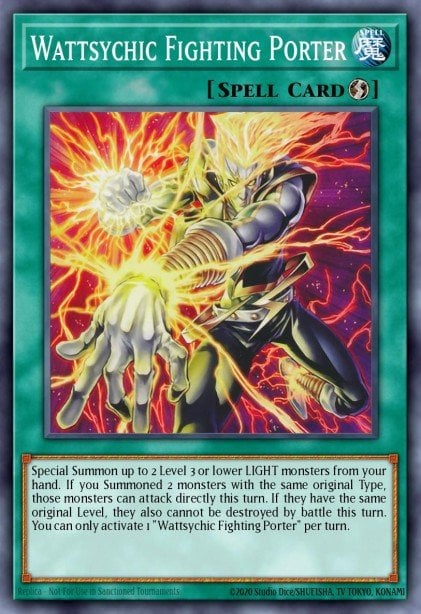 Wattsychic Fighting Porter
SPELL
魔
[Spell Card]
Special Summon up to 2 Level 3 or lower LIGHT monsters from your
hand. If you Summoned 2 monsters with the same original Type,
those monsters can attack directly this turn. If they have the same
original Level, they also cannot be destroyed by battle this turn.
You can only activate 1 "Wattsychic Fighting Porter" per turn.
Replica - Not For Use in Sanctioned Tournaments
©2020 Studio Dice/SHUEISHA, TV TOKYO, KONAMI